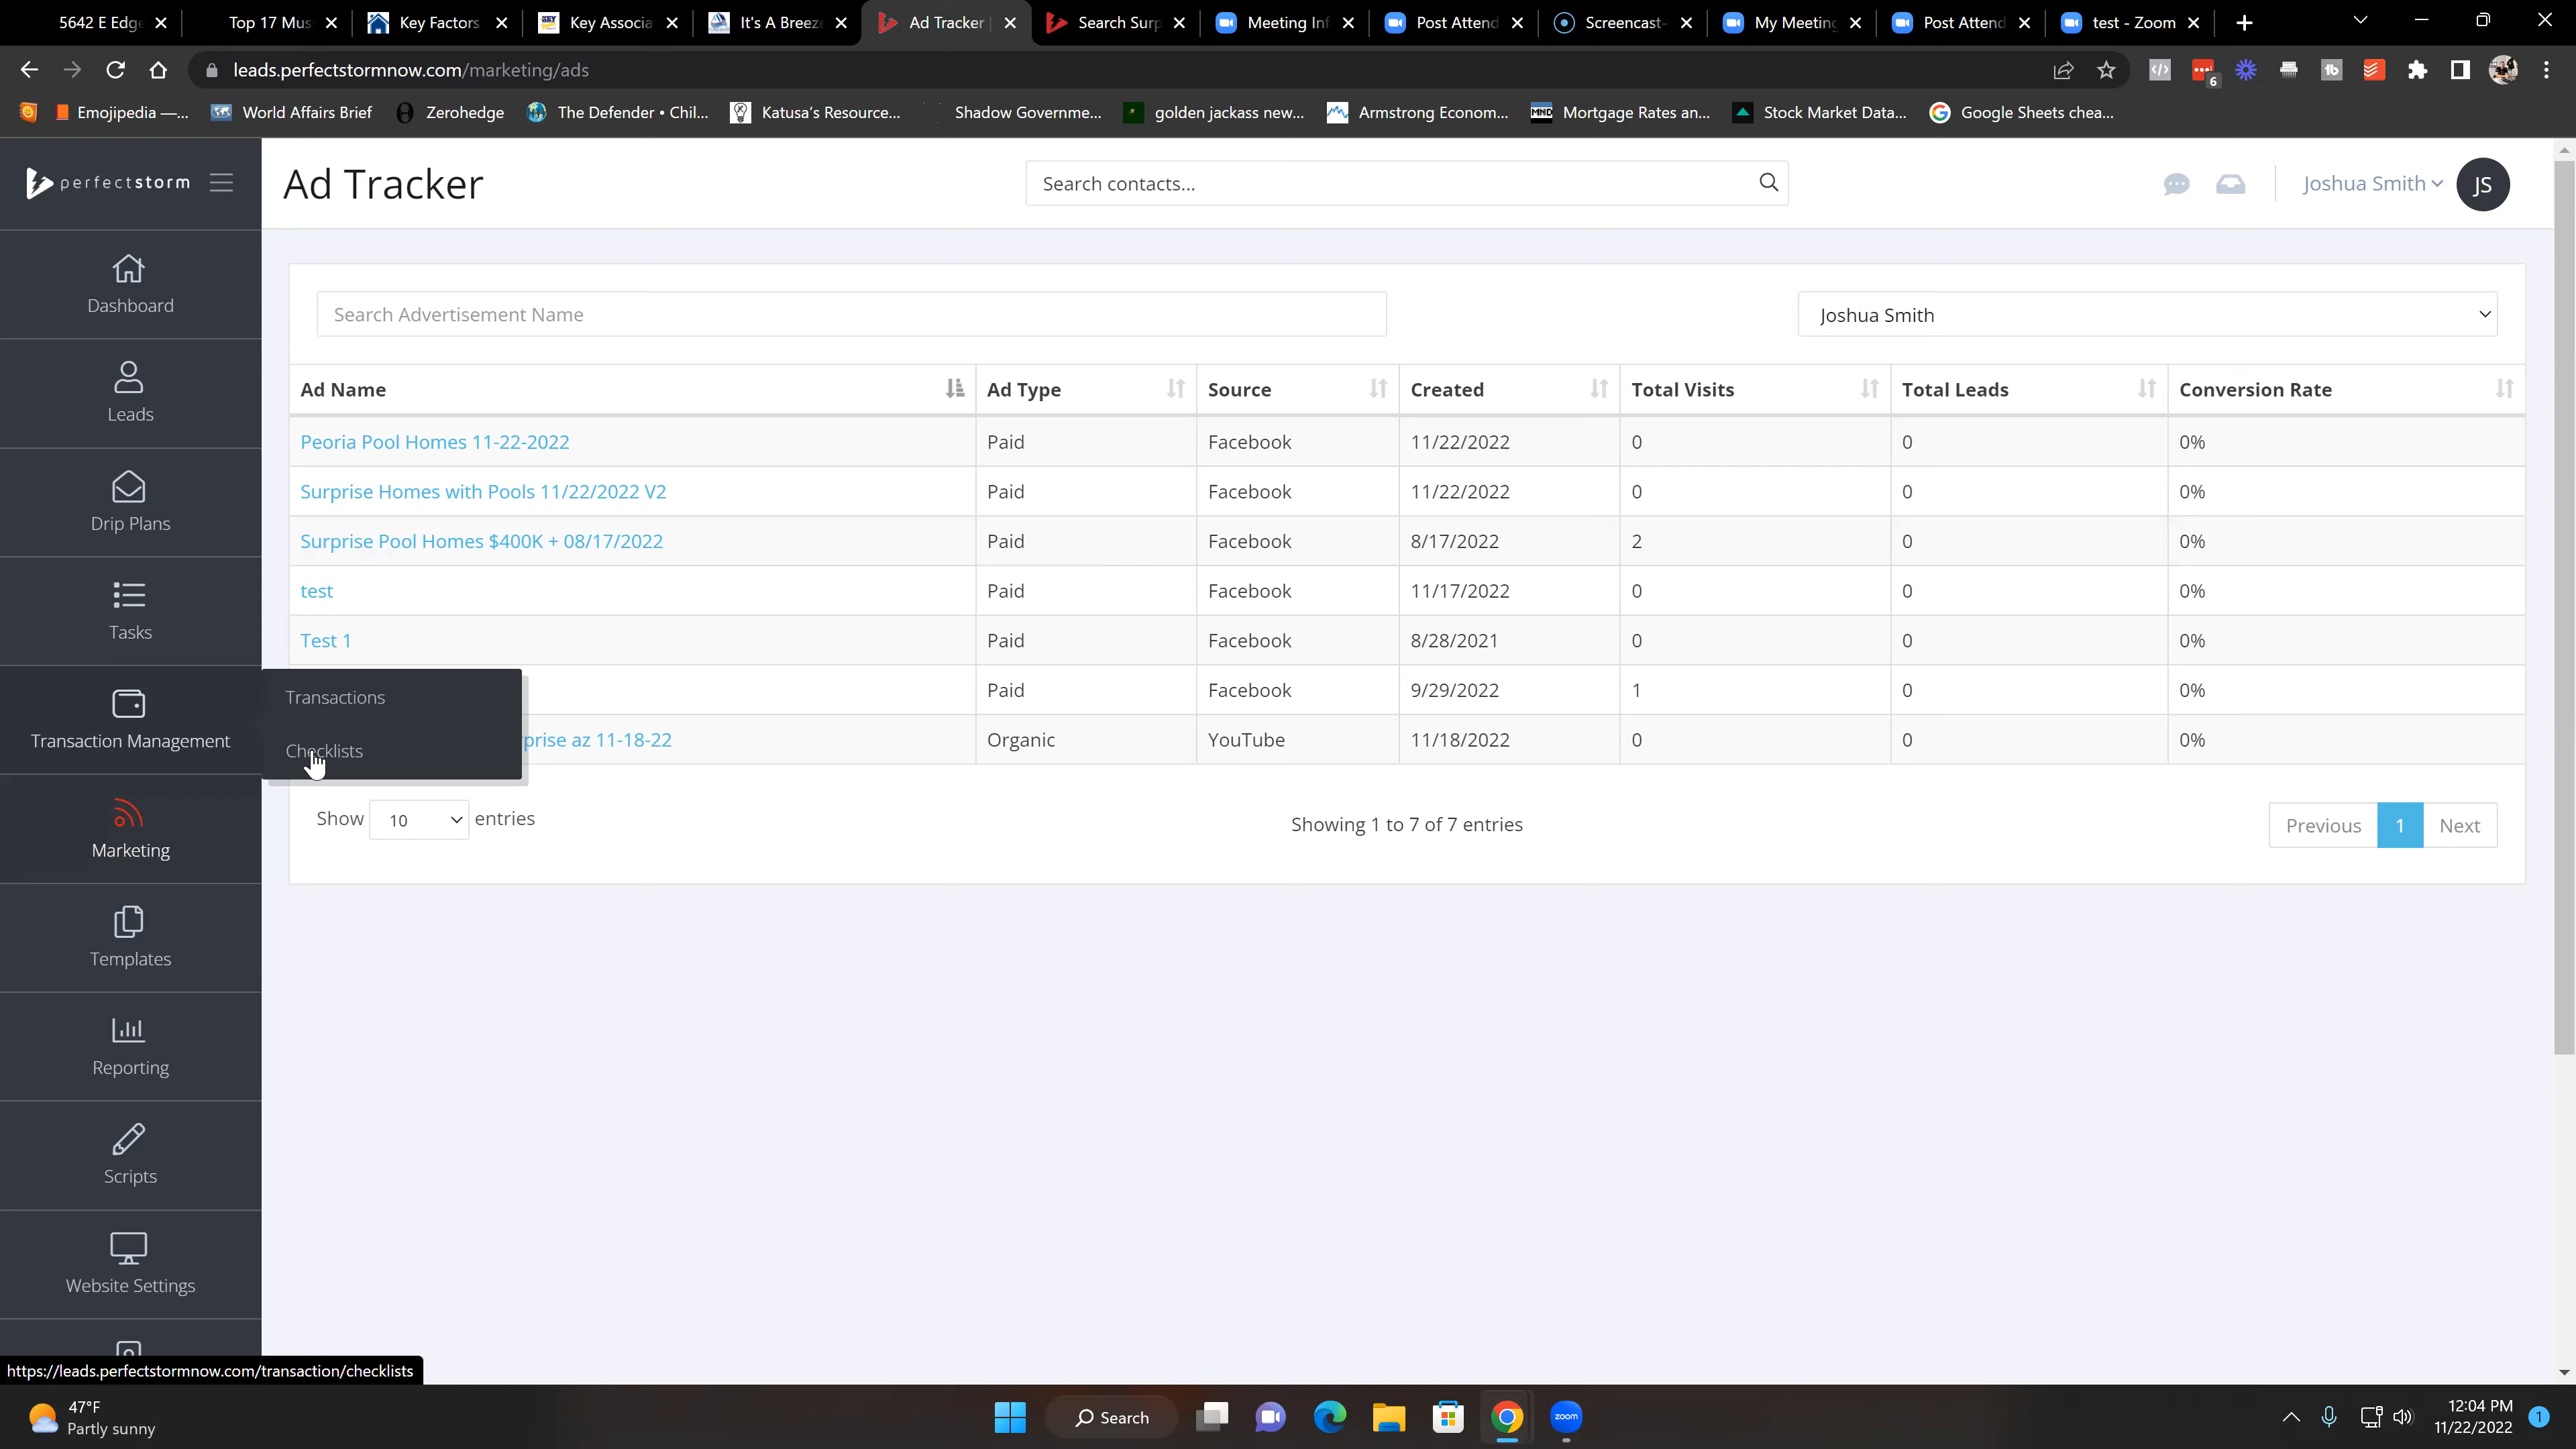 5642 E Edge
Top 17 Mus
Key Factors
Key Associa
It's A Breeze
Ad Tracker
Search Surp
Meeting Inf
Post Attend
Screencast-
My Meeting
Post Attend
test - Zoom
leads.perfectstormnow.com/marketing/ads
6
Emojipedia —...
World Affairs Brief
Zerohedge
The Defender • Chil...
Katusa's Resource...
Shadow Governme...
golden jackass new...
Armstrong Econom...
MND
Mortgage Rates an...
Stock Market Data...
Google Sheets chea...
perfectstorm
Ad Tracker
Search contacts...
Joshua Smith
JS
Dashboard
Leads
Drip Plans
Tasks
Transaction Management
Marketing
Templates
Reporting
Scripts
Website Settings
Transactions
Checklists
Search Advertisement Name
Joshua Smith
Ad Name Ad Type Source Created Total Visits Total Leads Conversion Rate
Peoria Pool Homes 11-22-2022 Paid Facebook 11/22/2022 0 0 0%
Surprise Homes with Pools 11/22/2022 V2 Paid Facebook 11/22/2022 0 0 0%
Surprise Pool Homes $400K + 08/17/2022 Paid Facebook 8/17/2022 2 0 0%
test Paid Facebook 11/17/2022 0 0 0%
Test 1 Paid Facebook 8/28/2021 0 0 0%
Paid Facebook 9/29/2022 1 0 0%
prise az 11-18-22 Organic YouTube 11/18/2022 0 0 0%
Show 10 entries
Showing 1 to 7 of 7 entries
Previous 1 Next
https://leads.perfectstormnow.com/transaction/checklists
47°F
Partly sunny
Search
zoom
12:04 PM
11/22/2022
1